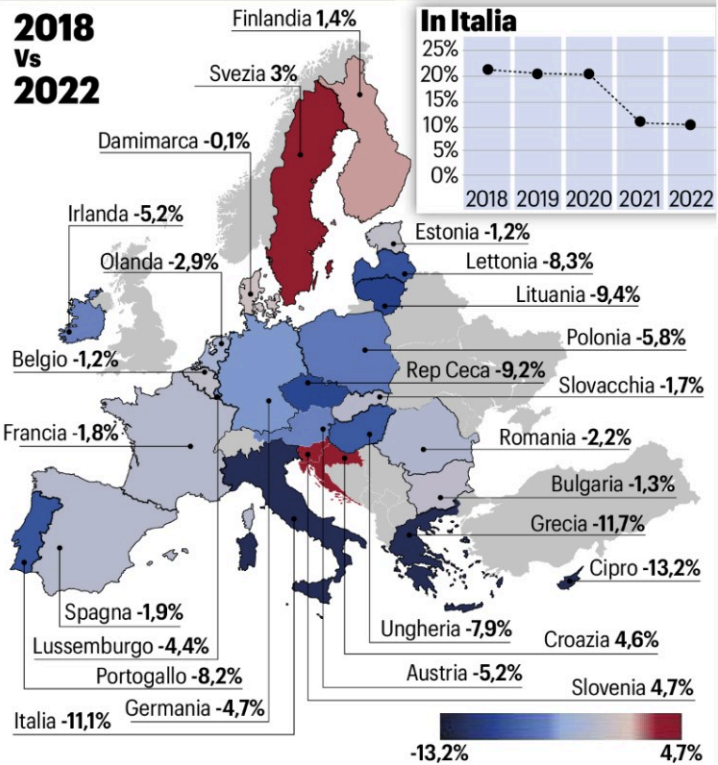 2018
Vs
2022
Finlandia 1,4%
Svezia 3%
Damimarca -0,1%
Irlanda -5,2%
Olanda -2,9%
Belgio -1,2%
Francia -1,8%
In Italia
25%
20%
15%
10%
5%
0%
2018 2019 2020 2021 2022
Estonia -1,2%
Lettonia -8,3%
Lituania -9,4%
Polonia -5,8%
Rep Ceca -9,2%
Slovacchia -1,7%
Romania -2,2%
Bulgaria -1,3%
Grecia -11,7%
Cipro -13,2%
Spagna -1,9%
Lussemburgo -4,4%
Portogallo -8,2%
Germania -4,7%
Italia -11,1%
Ungheria -7,9%
Croazia 4,6%
Austria -5,2%
Slovenia 4,7%
-13,2% 4,7%